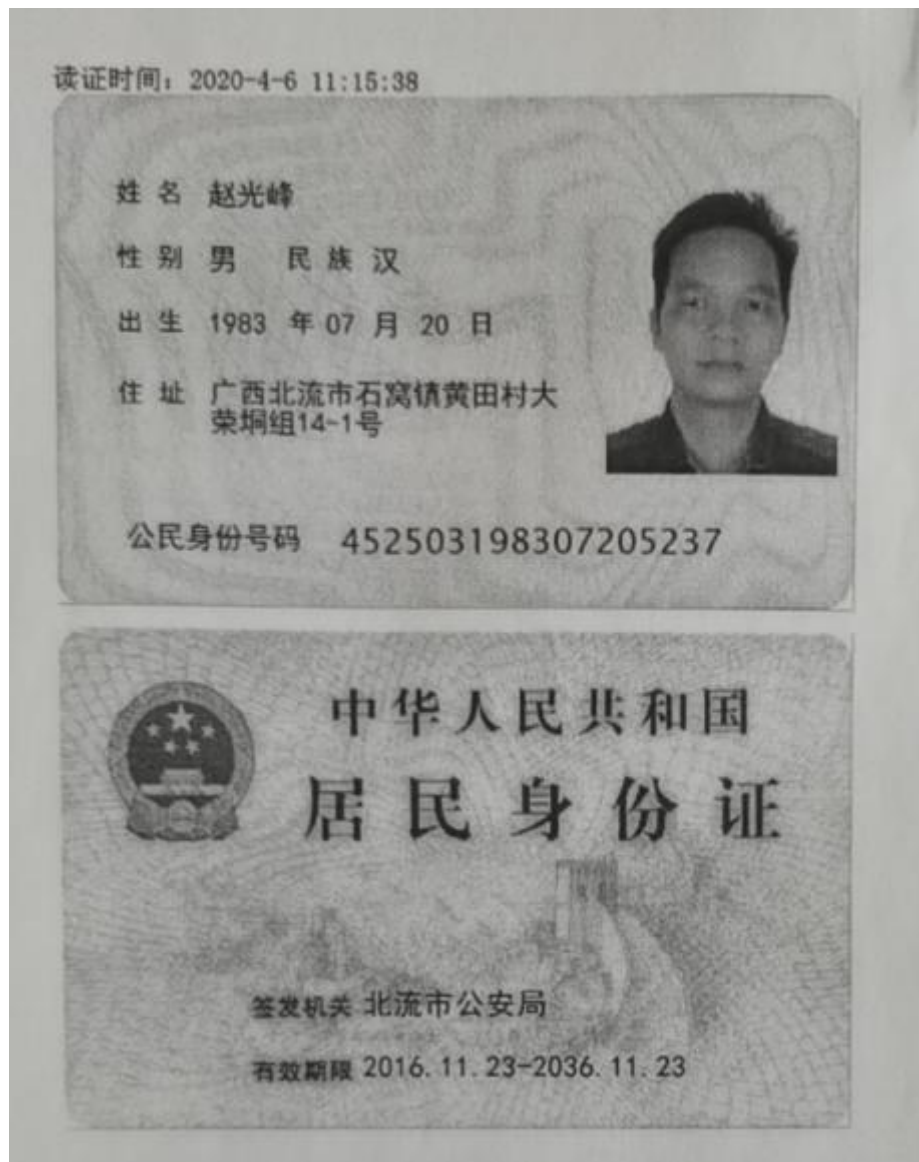 读证时间：2020-4-6 11:15:38
姓名 赵光峰
性别 男 民族 汉
出生 1983 年 07 月 20 日
住址 广西北流市石窝镇黄田村大
荣垌组14-1号
公民身份号码 452503198307205237
中华人民共和国
居民身份证
签发机关 北流市公安局
有效期限 2016.11.23-2036.11.23